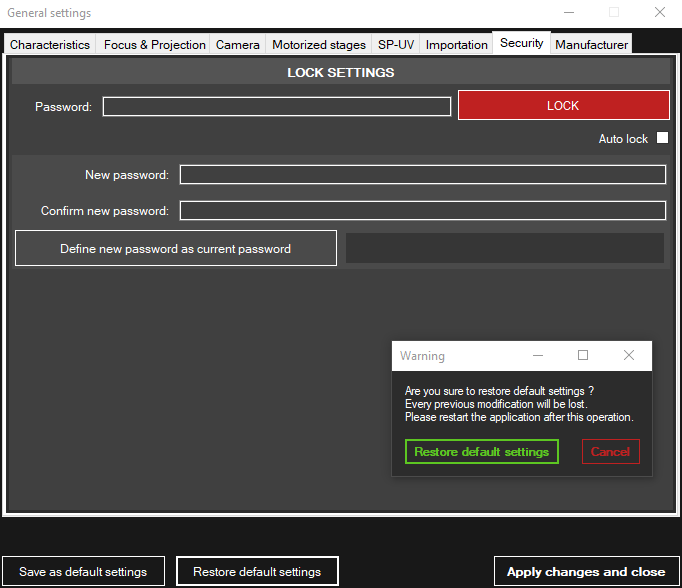 General settings
Characteristics Focus & Projection Camera Motorized stages SP-UV Importation Security Manufacturer
LOCK SETTINGS
Password: LOCK
Auto lock
New password:
Confirm new password:
Define new password as current password
Warning
Are you sure to restore default settings ?
Every previous modification will be lost.
Please restart the application after this operation.
Restore default settings Cancel
Save as default settings Restore default settings Apply changes and close